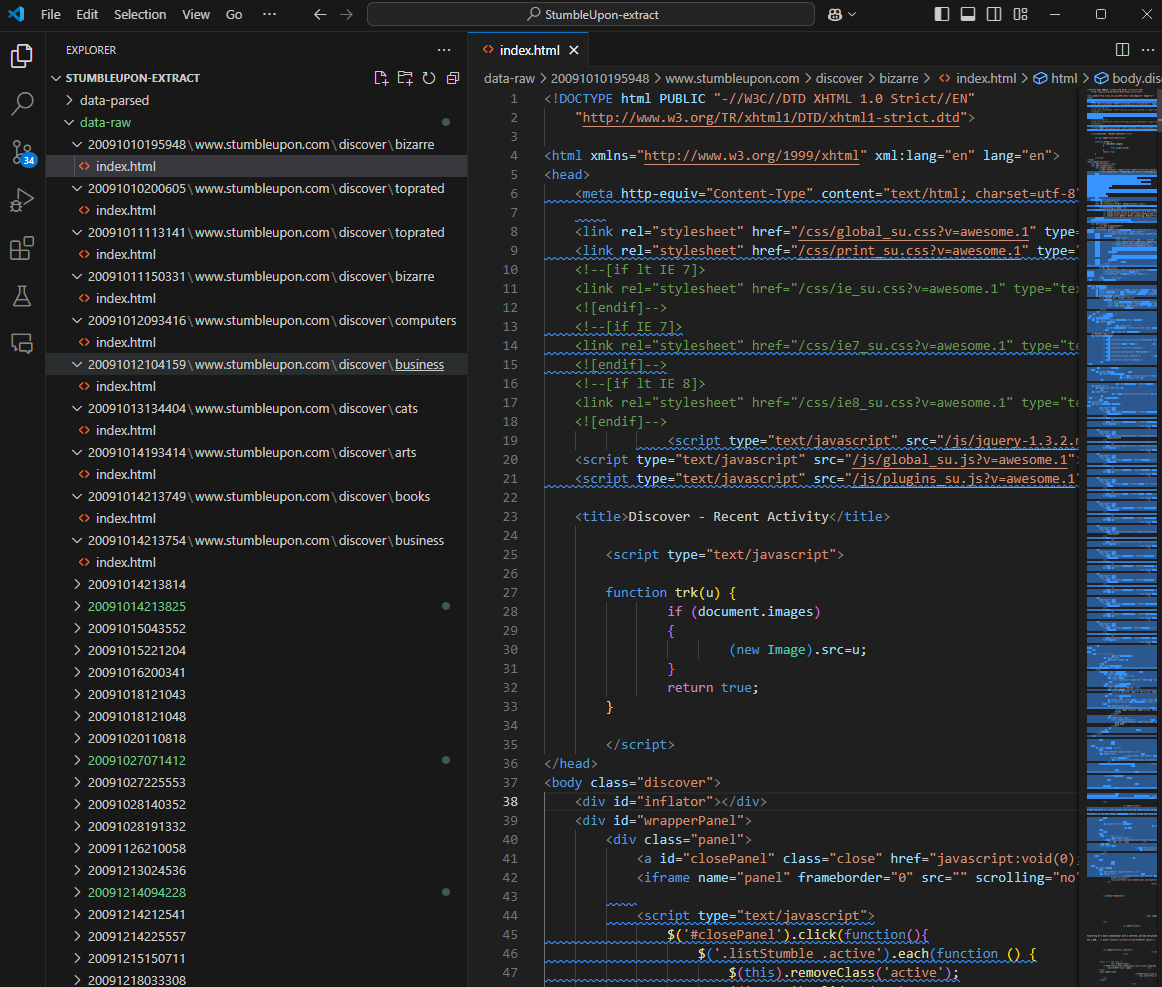 File Edit Selection View Go ··· StumbleUpon-extract
EXPLORER ···
STUMBLEUPON-EXTRACT
data-parsed
data-raw
20091010195948\www.stumbleupon.com\discover\bizarre
index.html
20091010200605\www.stumbleupon.com\discover\toprated
index.html
20091011113141\www.stumbleupon.com\discover\toprated
index.html
20091011150331\www.stumbleupon.com\discover\bizarre
index.html
20091012093416\www.stumbleupon.com\discover\computers
index.html
20091012104159\www.stumbleupon.com\discover\business
index.html
20091013134404\www.stumbleupon.com\discover\cats
index.html
20091014193414\www.stumbleupon.com\discover\arts
index.html
20091014213749\www.stumbleupon.com\discover\books
index.html
20091014213754\www.stumbleupon.com\discover\business
index.html
20091014213814
20091014213825
20091015043552
20091015221204
20091016200341
20091018121043
20091018121048
20091020110818
20091027071412
20091027225553
20091028140352
20091028191332
20091126210058
20091213024536
20091214094228
20091214212541
20091214225557
20091215150711
20091218033308
34
index.html
data-raw > 20091010195948 > www.stumbleupon.com > discover > bizarre > index.html > html > body.dis
1 <!DOCTYPE html PUBLIC "-//W3C//DTD XHTML 1.0 Strict//EN"
2 "http://www.w3.org/TR/xhtml1/DTD/xhtml1-strict.dtd">
3
4 <html xmlns="http://www.w3.org/1999/xhtml" xml:lang="en" lang="en">
5 <head>
6 <meta http-equiv="Content-Type" content="text/html; charset=utf-8"
7
8 <link rel="stylesheet" href="/css/global_su.css?v=awesome.1" type=
9 <link rel="stylesheet" href="/css/print_su.css?v=awesome.1" type="
10 <!--[if lt IE 7]>
11 <link rel="stylesheet" href="/css/ie_su.css?v=awesome.1" type="tex
12 <![endif]-->
13 <!--[if IE 7]>
14 <link rel="stylesheet" href="/css/ie7_su.css?v=awesome.1" type="te
15 <![endif]-->
16 <!--[if lt IE 8]>
17 <link rel="stylesheet" href="/css/ie8_su.css?v=awesome.1" type="te
18 <![endif]-->
19 <script type="text/javascript" src="/js/jquery-1.3.2.m
20 <script type="text/javascript" src="/js/global_su.js?v=awesome.1"
21 <script type="text/javascript" src="/js/plugins_su.js?v=awesome.1"
22
23 <title>Discover - Recent Activity</title>
24
25 <script type="text/javascript">
26
27 function trk(u) {
28 if (document.images)
29 {
30 (new Image).src=u;
31 }
32 return true;
33 }
34
35 </script>
36 </head>
37 <body class="discover">
38 <div id="inflator"></div>
39 <div id="wrapperPanel">
40 <div class="panel">
41 <a id="closePanel" class="close" href="javascript:void(0)
42 <iframe name="panel" frameborder="0" src="" scrolling="no"
43
44 <script type="text/javascript">
45 $('#closePanel').click(function(){
46 $('.listStumble .active').each(function () {
47 $(this).removeClass('active');